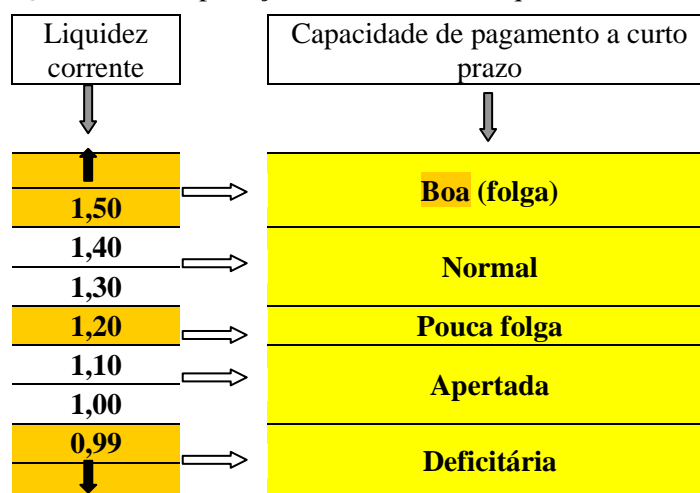 Liquidez
corrente
Capacidade de pagamento a curto
prazo
1,50
Boa (folga)
1,40
1,30
Normal
1,20
Pouca folga
1,10
1,00
Apertada
0,99
Deficitária